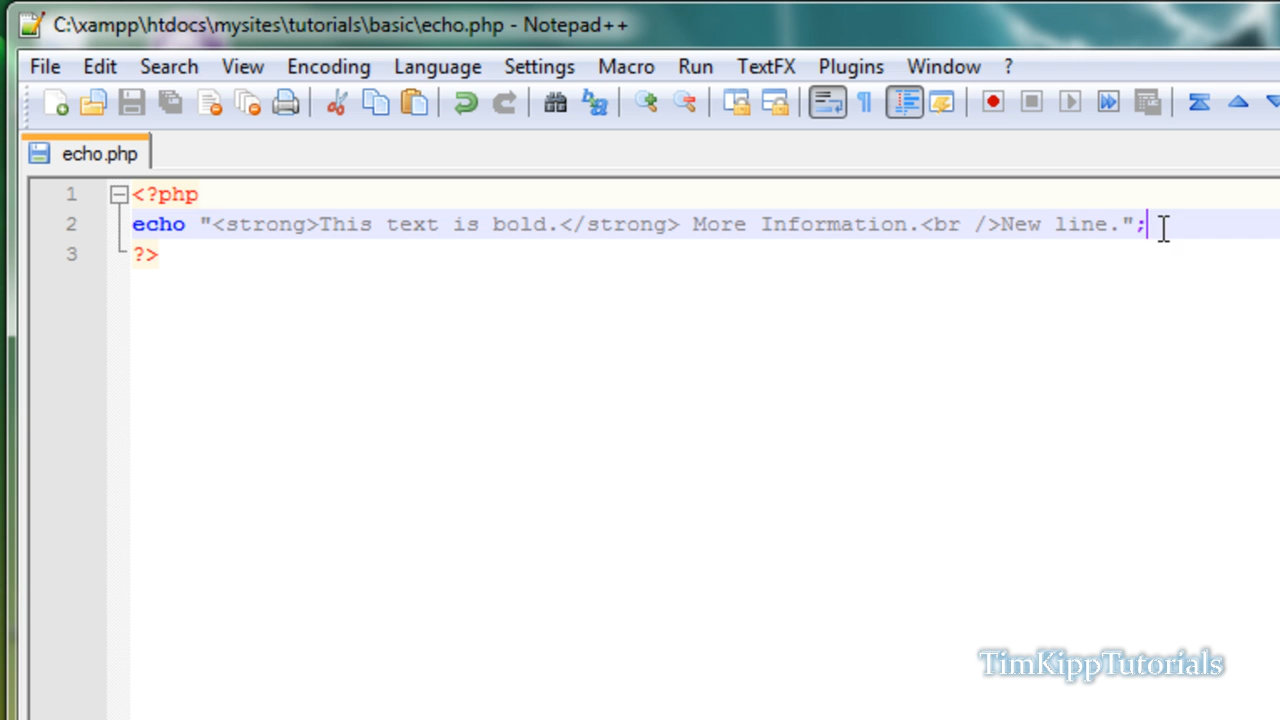 C:\xampp\htdocs\mysites\tutorials\basic\echo.php - Notepad++
File Edit Search View Encoding Language Settings Macro Run TextFX Plugins Window ?
echo.php
1 <?php
2 echo "<strong>This text is bold.</strong> More Information.<br />New line.";
3 ?>
TimKippTutorials